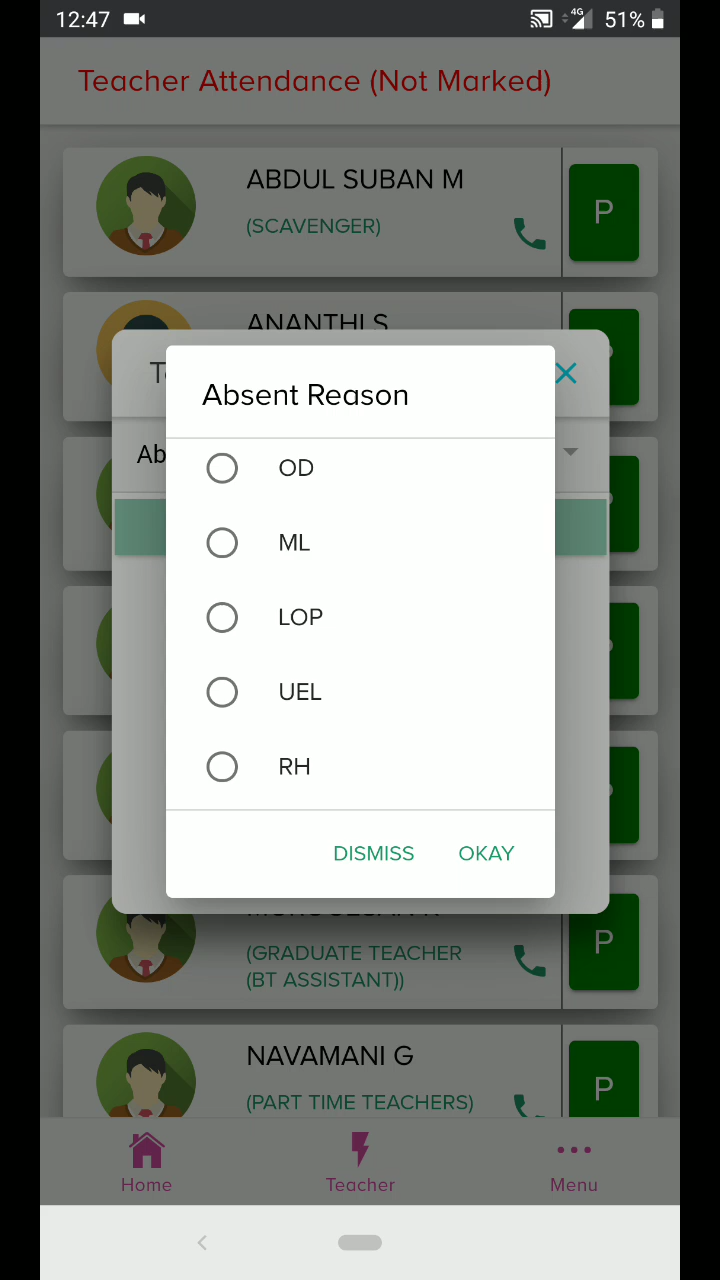 12:47
4G
51%
Teacher Attendance (Not Marked)
ABDUL SUBAN M
(SCAVENGER)
P
ANANTHI S
Absent Reason
OD
ML
LOP
UEL
RH
DISMISS
OKAY
(GRADUATE TEACHER
(BT ASSISTANT))
P
NAVAMANI G
(PART TIME TEACHERS)
P
Home
Teacher
Menu